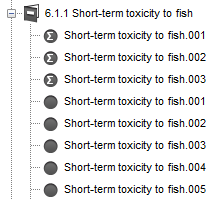 6.1.1 Short-term toxicity to fish
Σ Short-term toxicity to fish.001
Σ Short-term toxicity to fish.002
Σ Short-term toxicity to fish.003
Short-term toxicity to fish.001
Short-term toxicity to fish.002
Short-term toxicity to fish.003
Short-term toxicity to fish.004
Short-term toxicity to fish.005